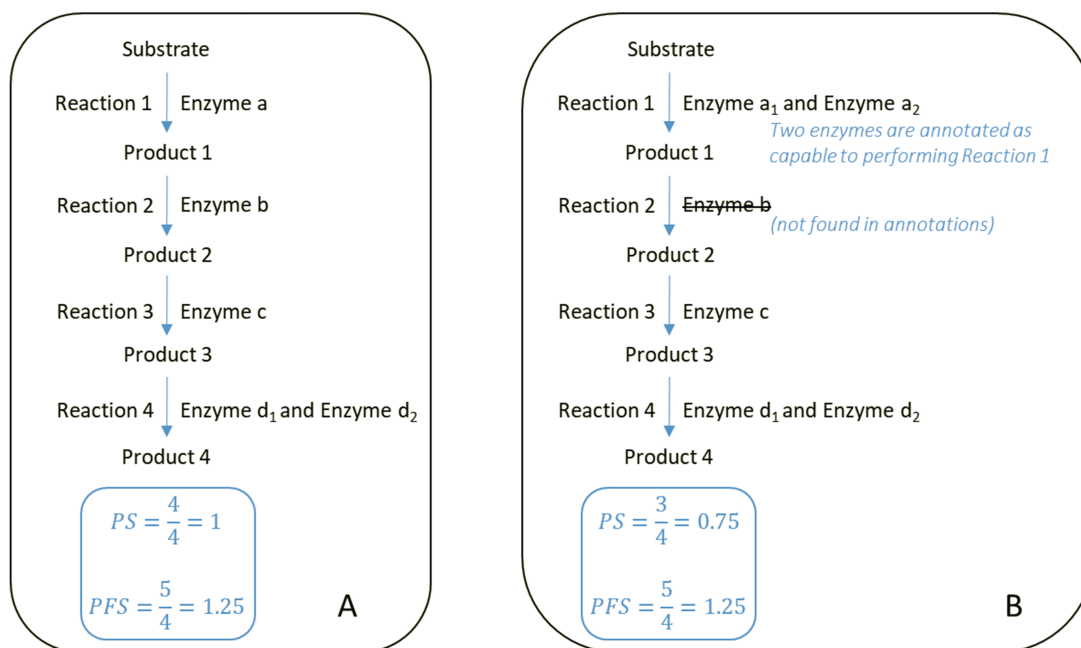 Substrate
Reaction 1 Enzyme a
Product 1
Reaction 2 Enzyme b
Product 2
Reaction 3 Enzyme c
Product 3
Reaction 4 Enzyme d₁ and Enzyme d₂
Product 4
PS = 4/4 = 1
PFS = 5/4 = 1.25
A
Substrate
Reaction 1 Enzyme a₁ and Enzyme a₂
Two enzymes are annotated as
capable to performing Reaction 1
Product 1
Reaction 2 Enzyme b
(not found in annotations)
Product 2
Reaction 3 Enzyme c
Product 3
Reaction 4 Enzyme d₁ and Enzyme d₂
Product 4
PS = 3/4 = 0.75
PFS = 5/4 = 1.25
B